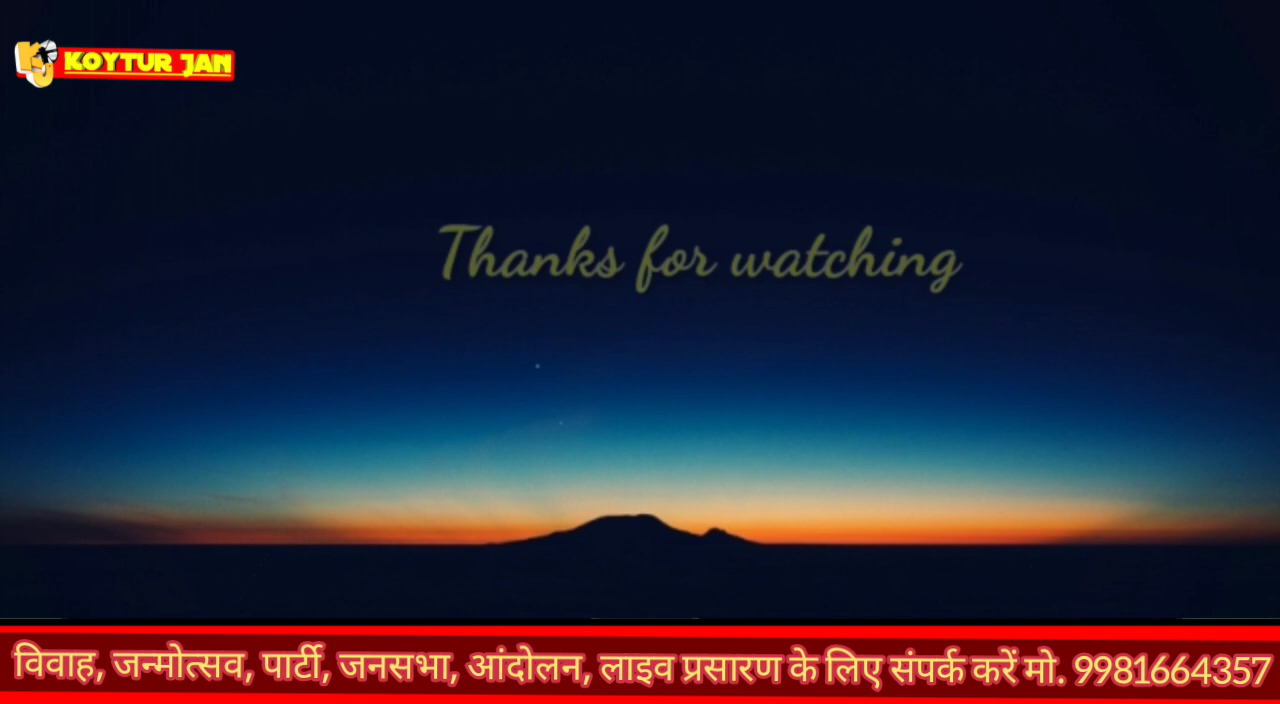 KOYTUR JAN
Thanks for watching
विवाह, जन्मोत्सव, पार्टी, जनसभा, आंदोलन, लाइव प्रसारण के लिए संपर्क करें मो. 9981664357